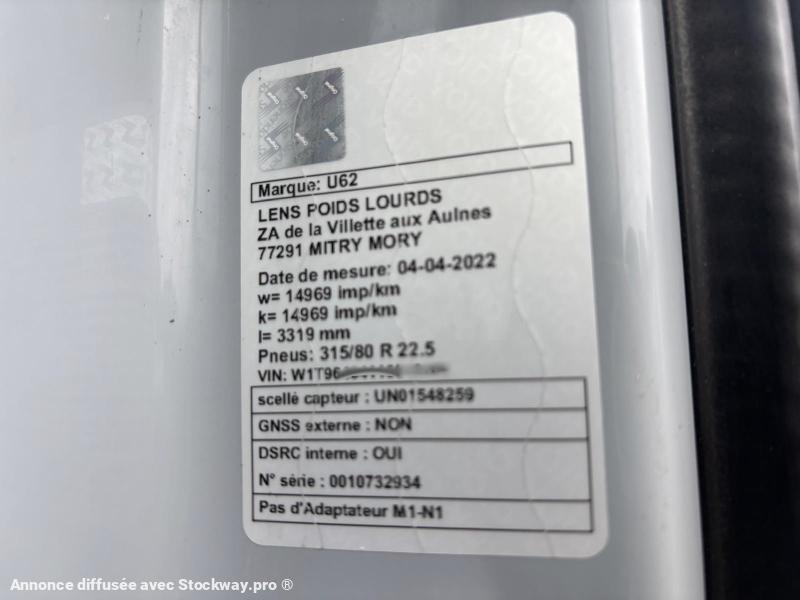 Marque: U62
LENS POIDS LOURDS
ZA de la Villette aux Aulnes
77291 MITRY MORY
Date de mesure: 04-04-2022
w= 14969 imp/km
k= 14969 imp/km
l= 3319 mm
Pneus: 315/80 R 22.5
VIN: W1T96
scellé capteur : UN01548259
GNSS externe : NON
DSRC interne : OUI
N° série : 0010732934
Pas d'Adaptateur M1-N1
Annonce diffusée avec Stockway.pro ®